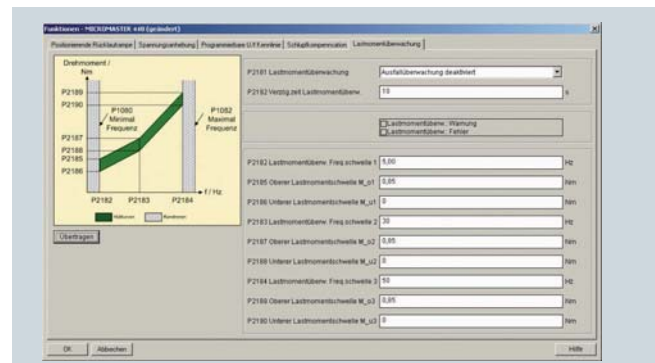 Funktionen - MICROMASTER 440 (geändert)
Positionierende Rücklauframpe | Spannungsanhebung | Programmierbare U/f Kennlinie | Schlupfkompensation | Lastmomentüberwachung
Drehmoment /
Nm
P2189
P2190
P1080
Minimal
Frequenz
P1082
Maximal
Frequenz
P2187
P2188
P2185
P2186
P2182 P2183 P2184
f / Hz
Übertragen
P2181 Lastmomentüberwachung Ausfallüberwachung deaktiviert
P2192 Verzög.zeit Lastmomentüberw. 10 s
Lastmomentüberw.: Warnung
Lastmomentüberw.: Fehler
P2182 Lastmomentüberw. Freq.schwelle 1 5,00 Hz
P2185 Oberer Lastmomentschwelle M_o1 0,85 Nm
P2186 Unterer Lastmomentschwelle M_u1 0 Nm
P2183 Lastmomentüberw. Freq.schwelle 2 30 Hz
P2187 Oberer Lastmomentschwelle M_o2 0,85 Nm
P2188 Unterer Lastmomentschwelle M_u2 0 Nm
P2184 Lastmomentüberw. Freq.schwelle 3 50 Hz
P2189 Oberer Lastmomentschwelle M_o3 0,85 Nm
P2190 Unterer Lastmomentschwelle M_u3 0 Nm
OK Abbrechen Hilfe